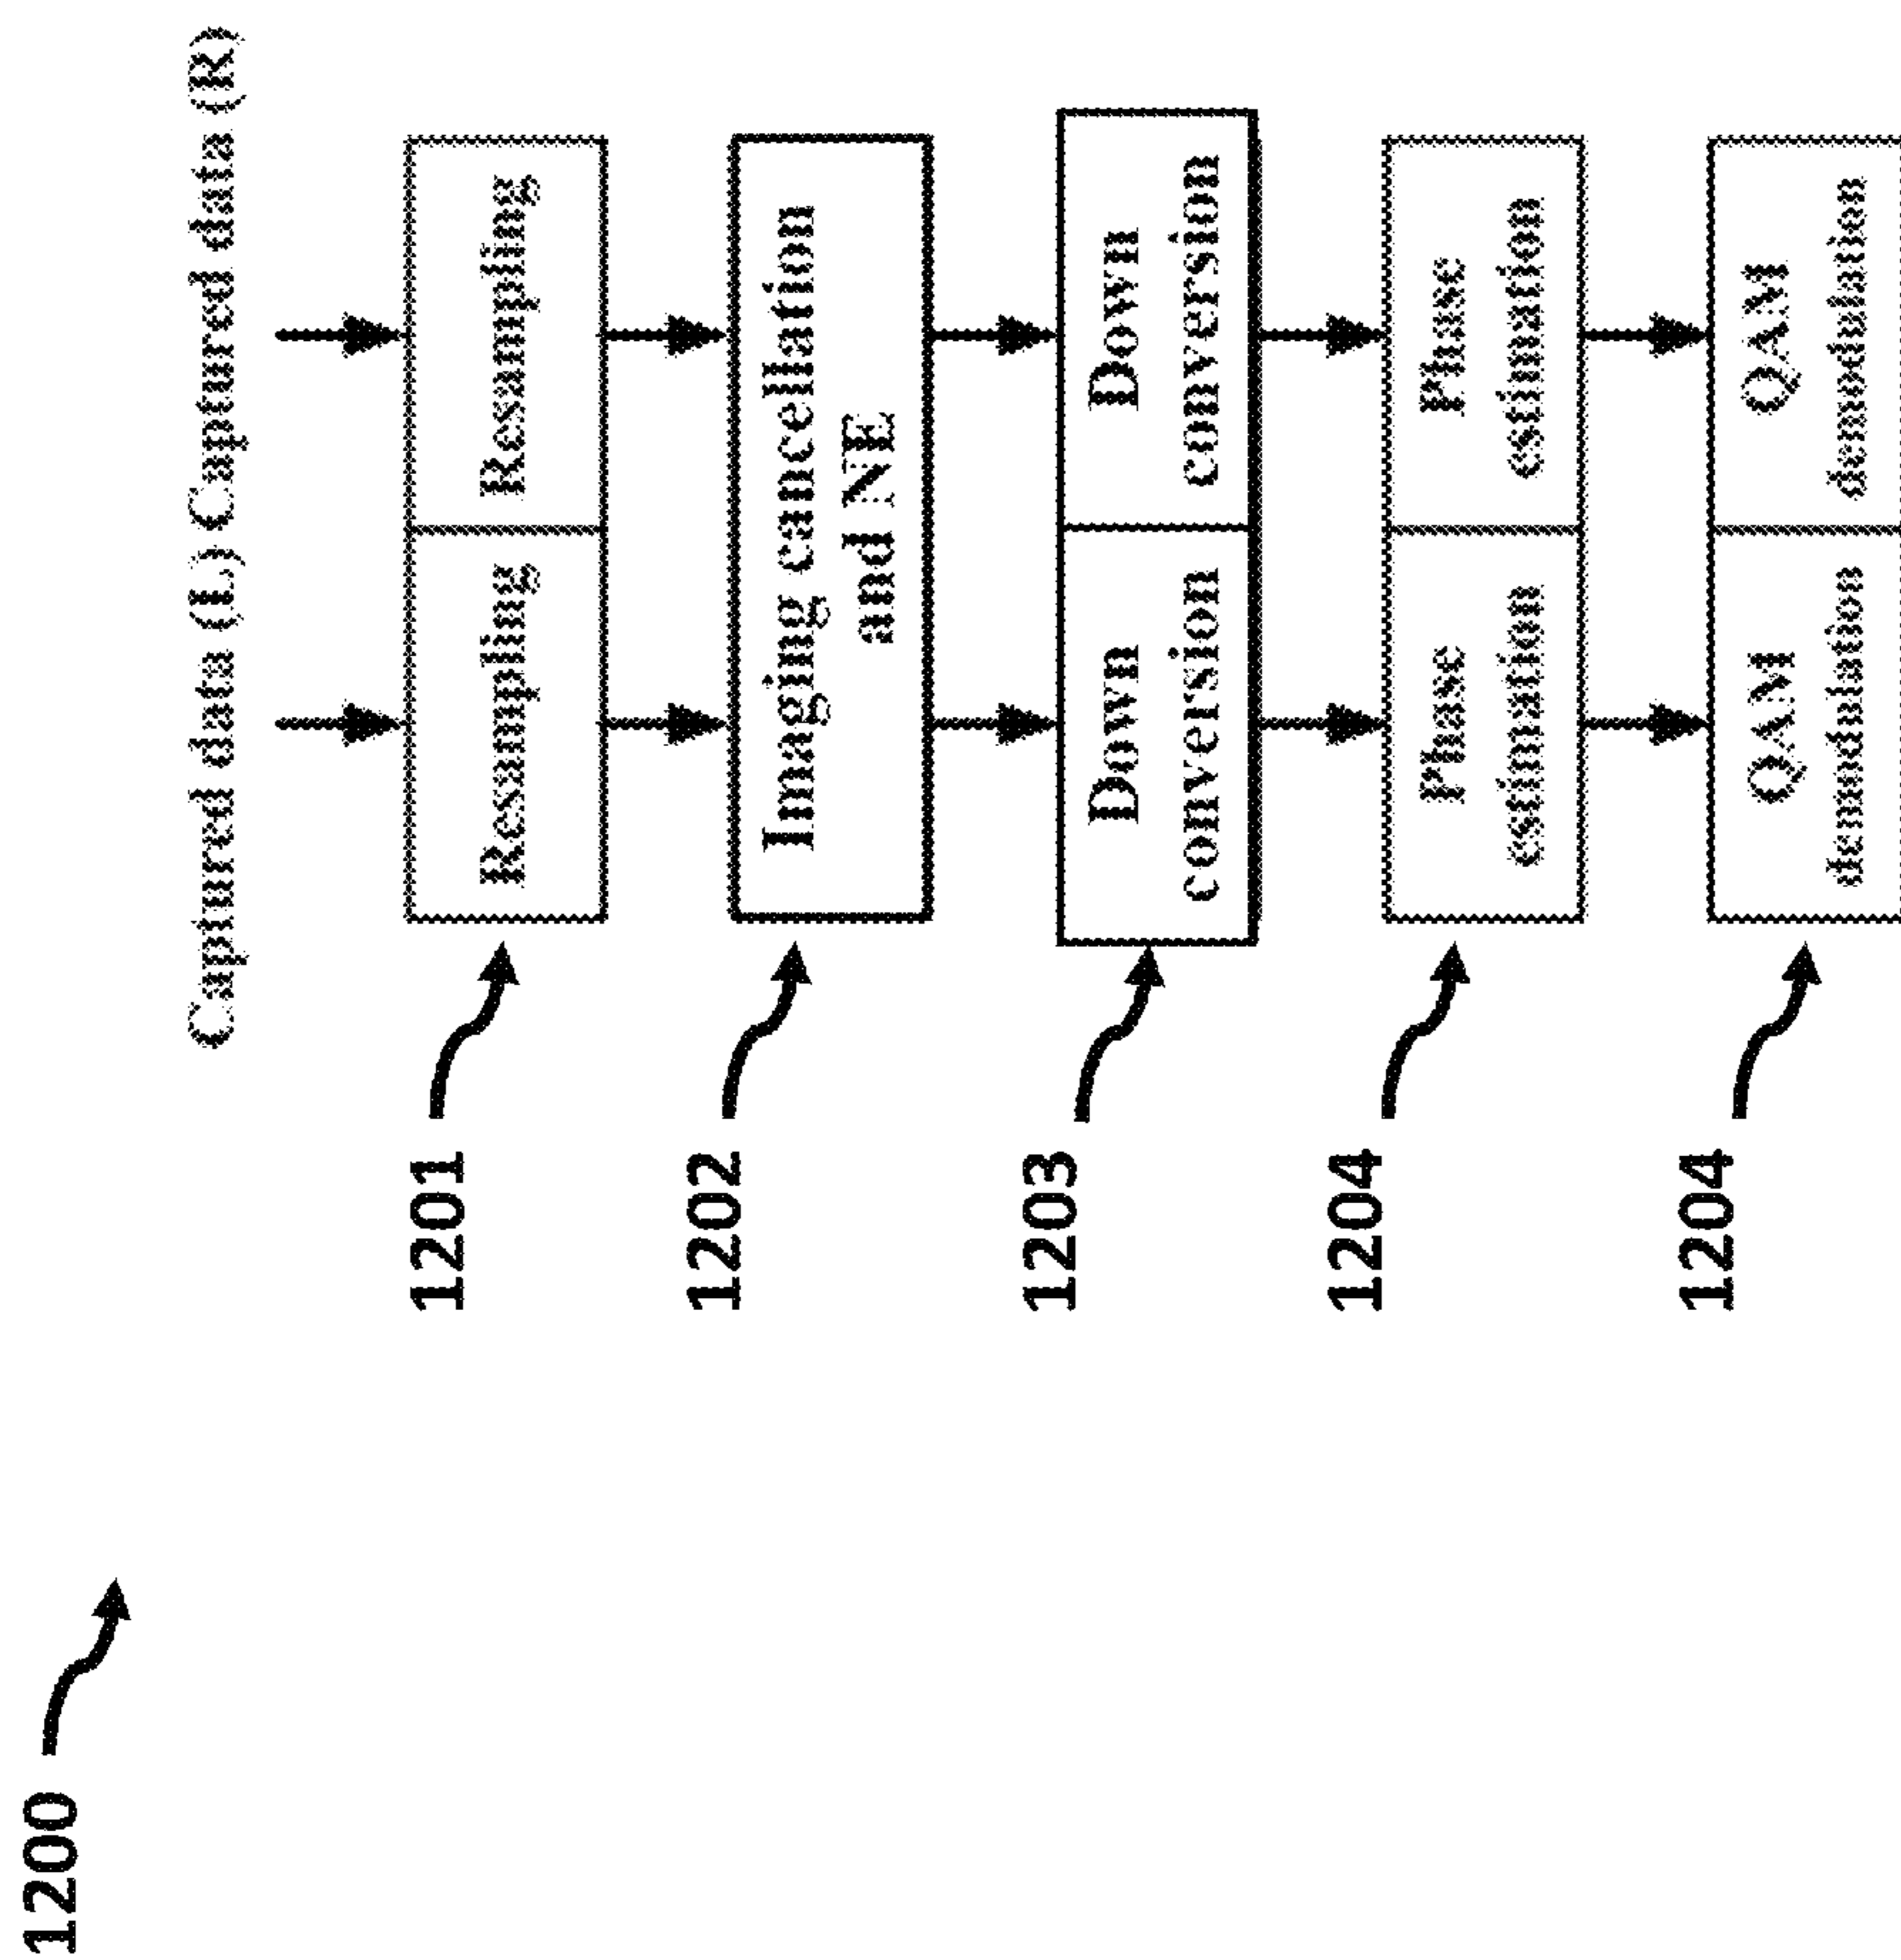 1200
Captured data (L) Captured data (R)
1201
Resampling
Resampling
1202
Imaging cancellation
and NE
1203
Down
conversion
Down
conversion
1204
Phase
estimation
Phase
estimation
1204
QAM
demodulation
QAM
demodulation